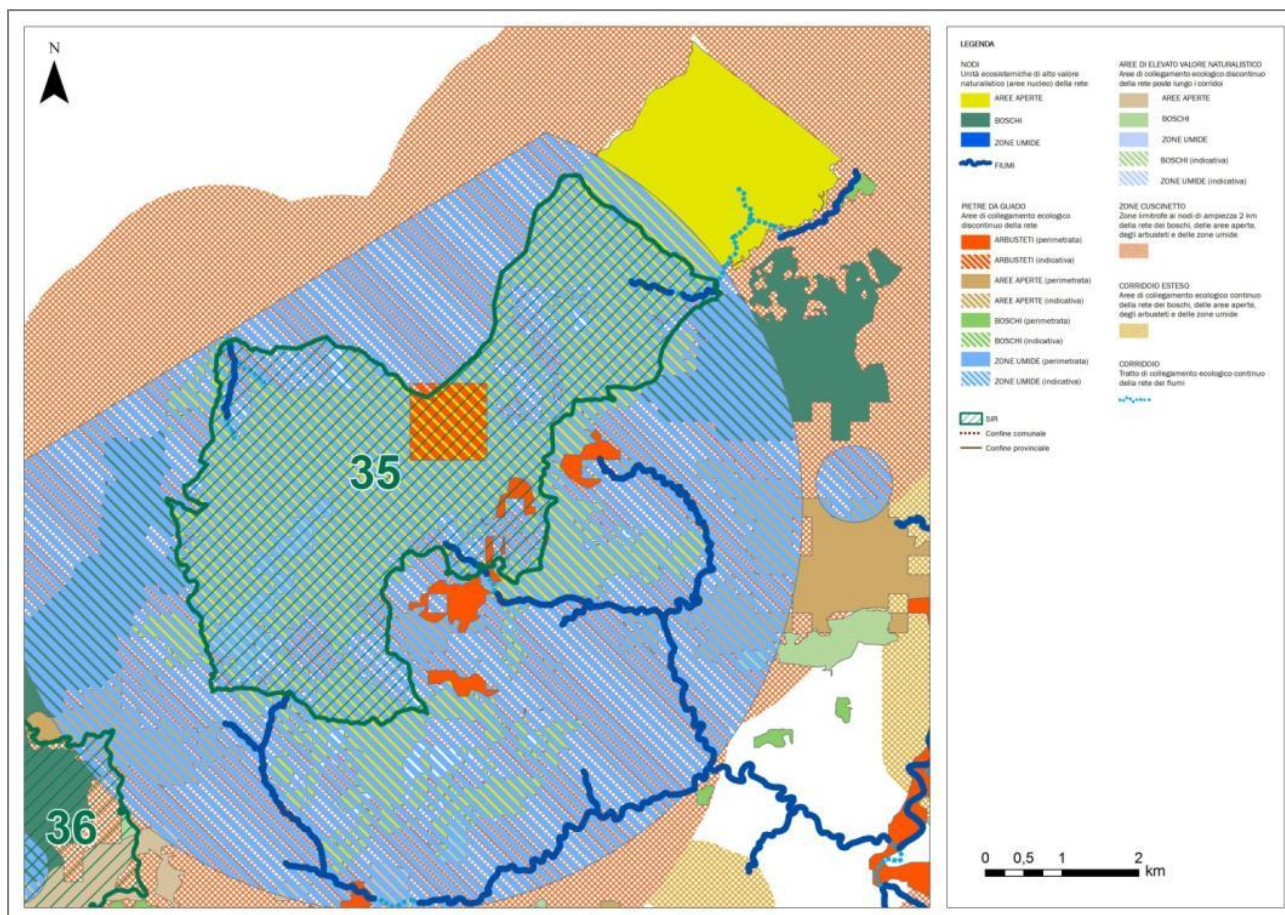 N
35
36
LEGENDA
NODI
Unità ecosistemiche di alto valore
naturalistico (aree nucleo) della rete
AREE APERTE
BOSCHI
ZONE UMIDE
FIUMI
PIETRE DA GUADO
Aree di collegamento ecologico
discontinuo della rete
ARBUSTETI (perimetrata)
ARBUSTETI (indicativa)
AREE APERTE (perimetrata)
AREE APERTE (indicativa)
BOSCHI (perimetrata)
BOSCHI (indicativa)
ZONE UMIDE (perimetrata)
ZONE UMIDE (indicativa)
SIR
Confine comunale
Confine provinciale
AREE DI ELEVATO VALORE NATURALISTICO
Aree di collegamento ecologico discontinuo
della rete poste lungo i corridoi
AREE APERTE
BOSCHI
ZONE UMIDE
BOSCHI (indicativa)
ZONE UMIDE (indicativa)
ZONE CUSCINETTO
Zone limitrofe ai nodi di ampiezza 2 km
della rete dei boschi, delle aree aperte,
degli arbusteti e delle zone umide
CORRIDOIO ESTESO
Aree di collegamento ecologico continuo
della rete dei boschi, delle aree aperte,
degli arbusteti e delle zone umide
CORRIDOIO
Tratto di collegamento ecologico continuo
della rete dei fiumi
0 0,5 1 2
km